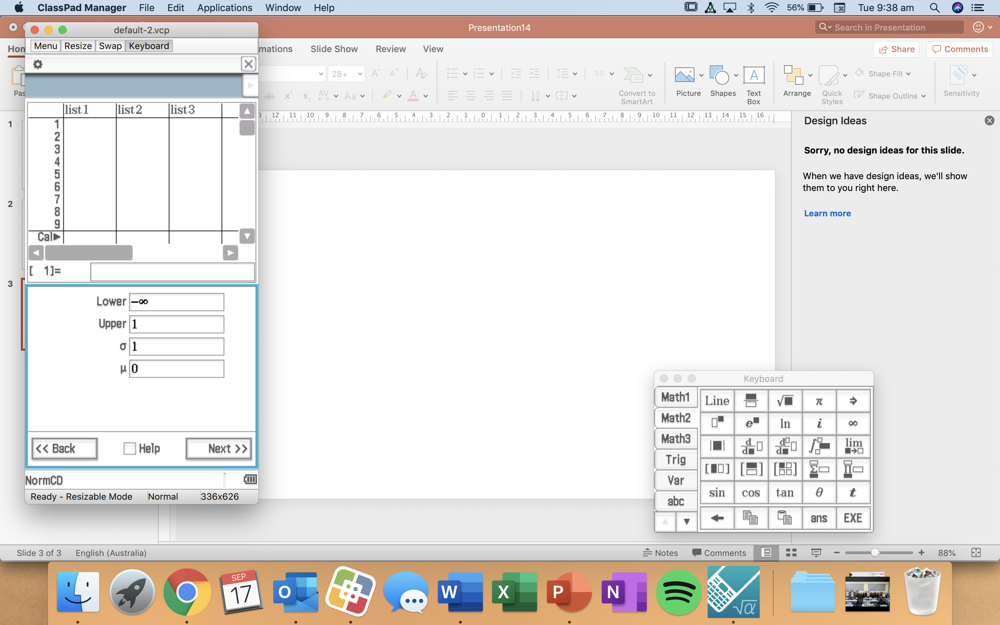 ClassPad Manager File Edit Applications Window Help 56% Tue 9:38 am
default-2.vcp
Presentation14
Search in Presentation
Menu Resize Swap Keyboard
mations Slide Show Review View
Share Comments
28+
Convert to SmartArt
Picture
Shapes
Text Box
Arrange
Quick Styles
Shape Fill
Shape Outline
Sensitivity
list1 list2 list3
1
2
3
4
5
6
7
8
9
Cal▶
[ 1]=
12 11 10 9 8 7 6 5 4 3 2 1 0 1 2 3 4 5 6 7 8 9 10 11 12 13 14 15 16
1
2
3
Design Ideas
Sorry, no design ideas for this slide.
When we have design ideas, we'll show
them to you right here.
Learn more
Lower −∞
Upper 1
σ 1
μ 0
<< Back Help Next >>
NormCD
Ready - Resizable Mode Normal 336x626
Keyboard
Math1
Math2
Math3
Trig
Var
abc
Line √ π ⇒
e ln i ∞
d/d d/d ∫ lim
Σ Π
sin cos tan θ t
ans EXE
Slide 3 of 3 English (Australia) Notes Comments 88%
SEP
17
O
W
X
P
N
√α